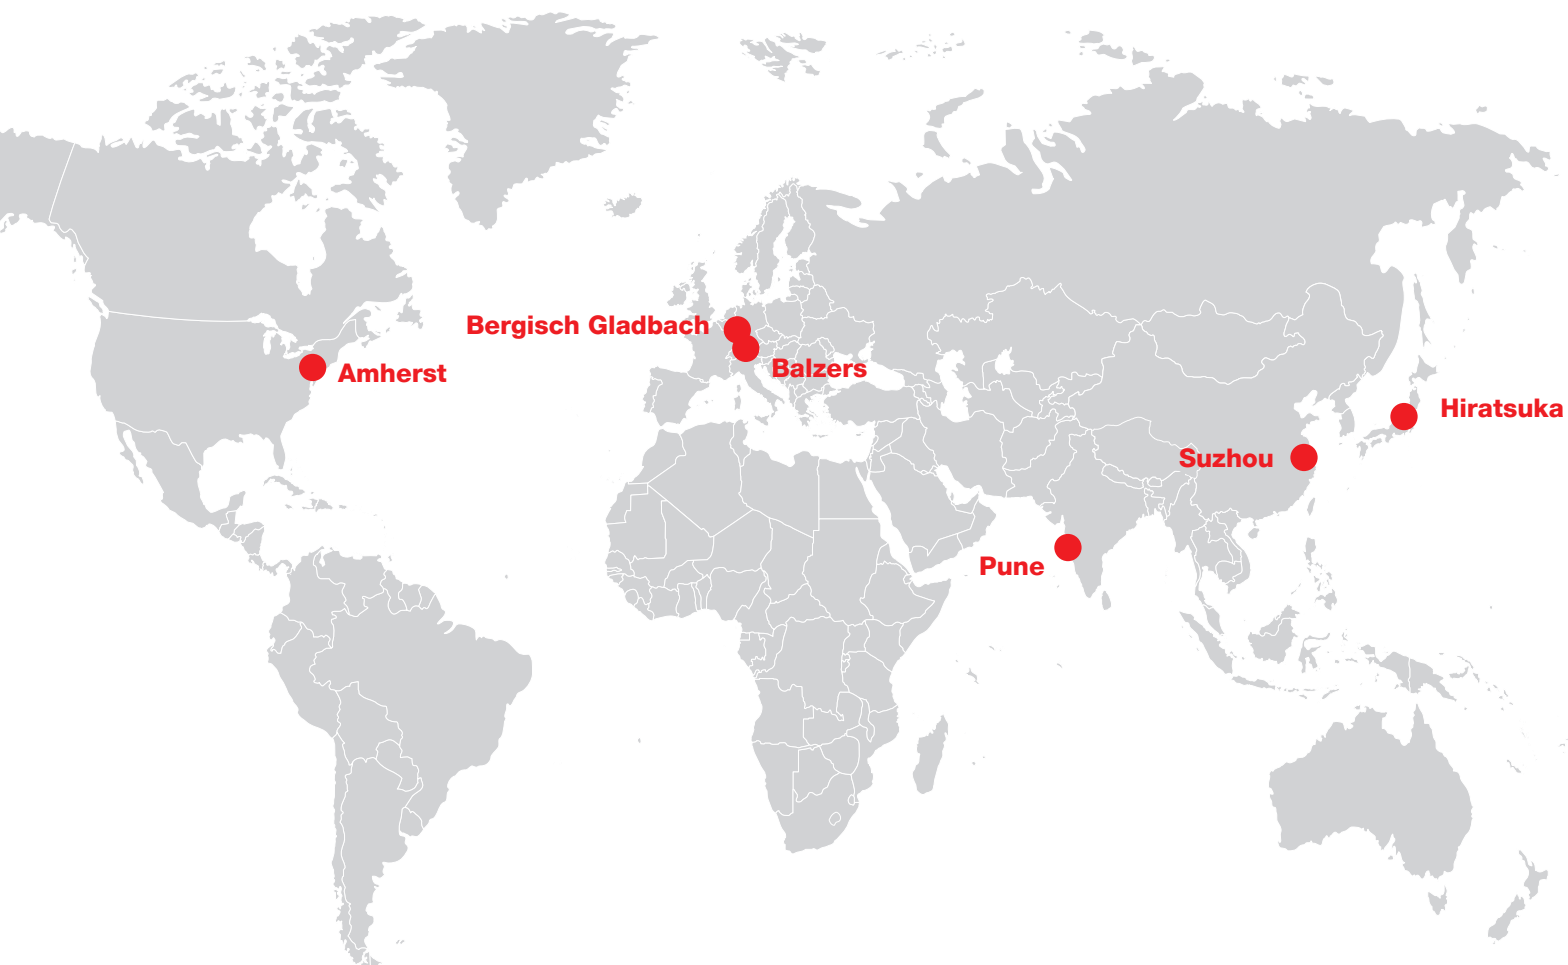 Bergisch Gladbach
Balzers
Amherst
Hiratsuka
Suzhou
Pune